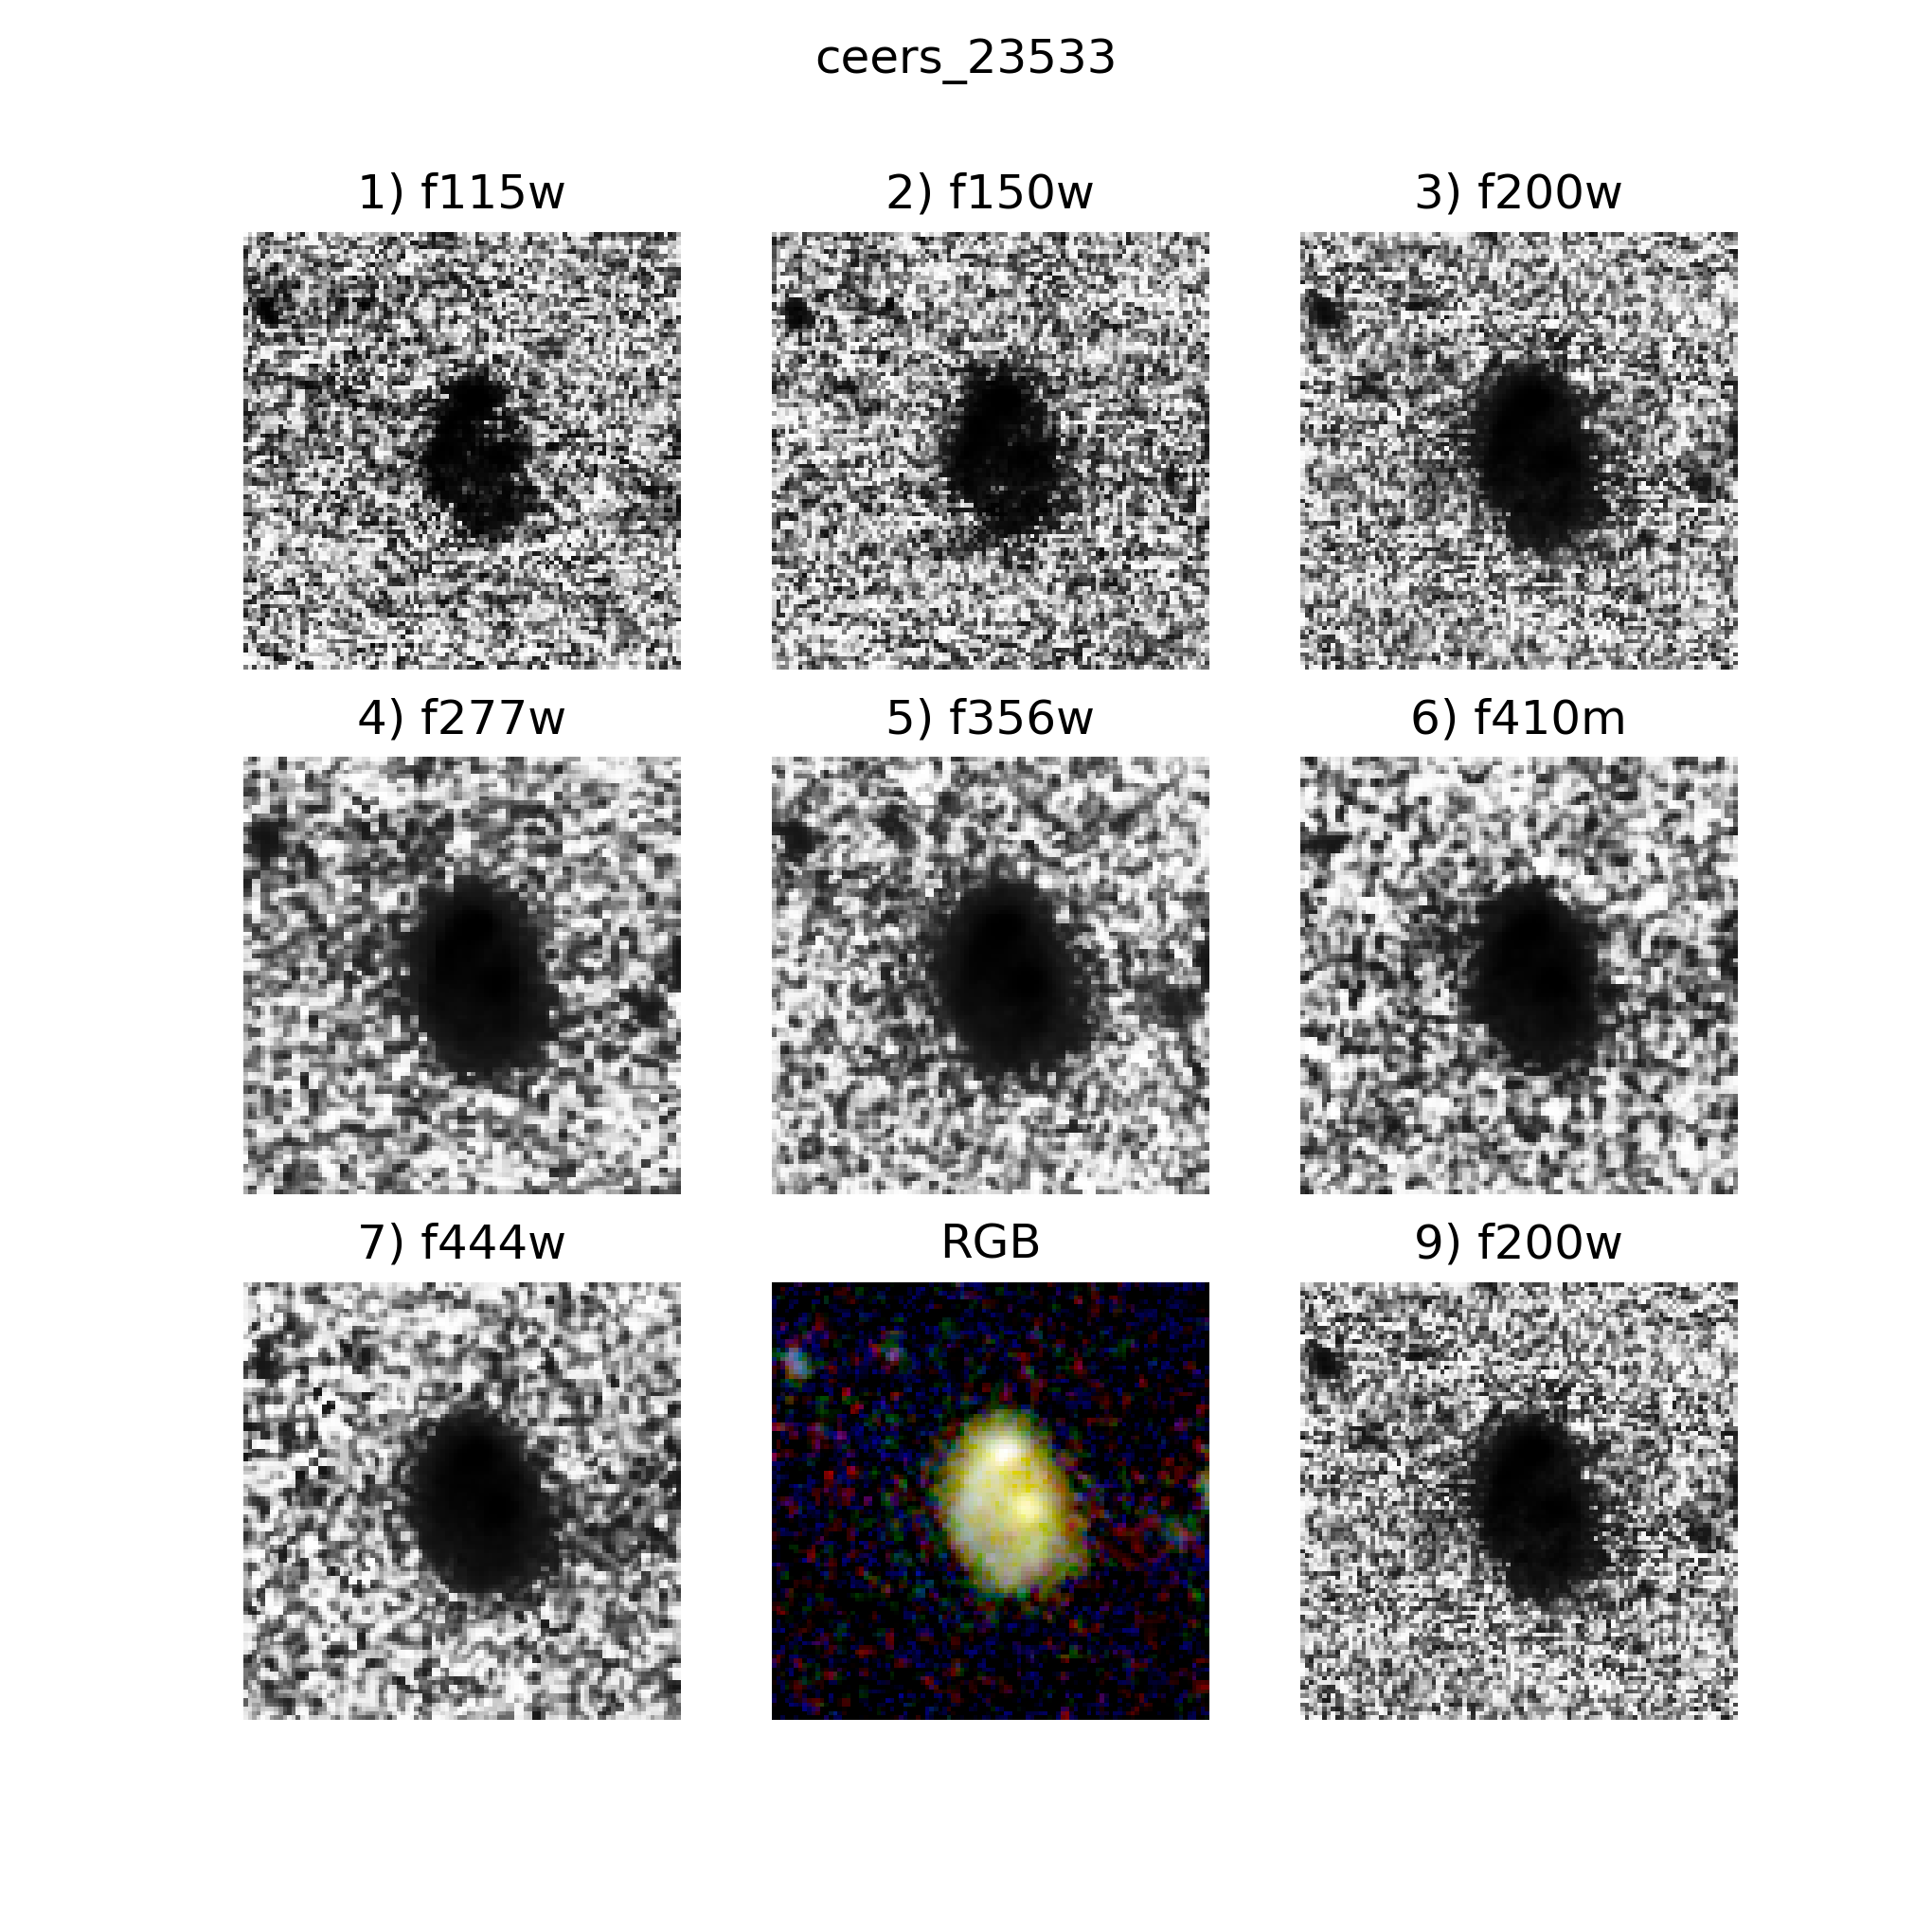 ceers_23533
1) f115w
2) f150w
3) f200w
4) f277w
5) f356w
6) f410m
7) f444w
RGB
9) f200w